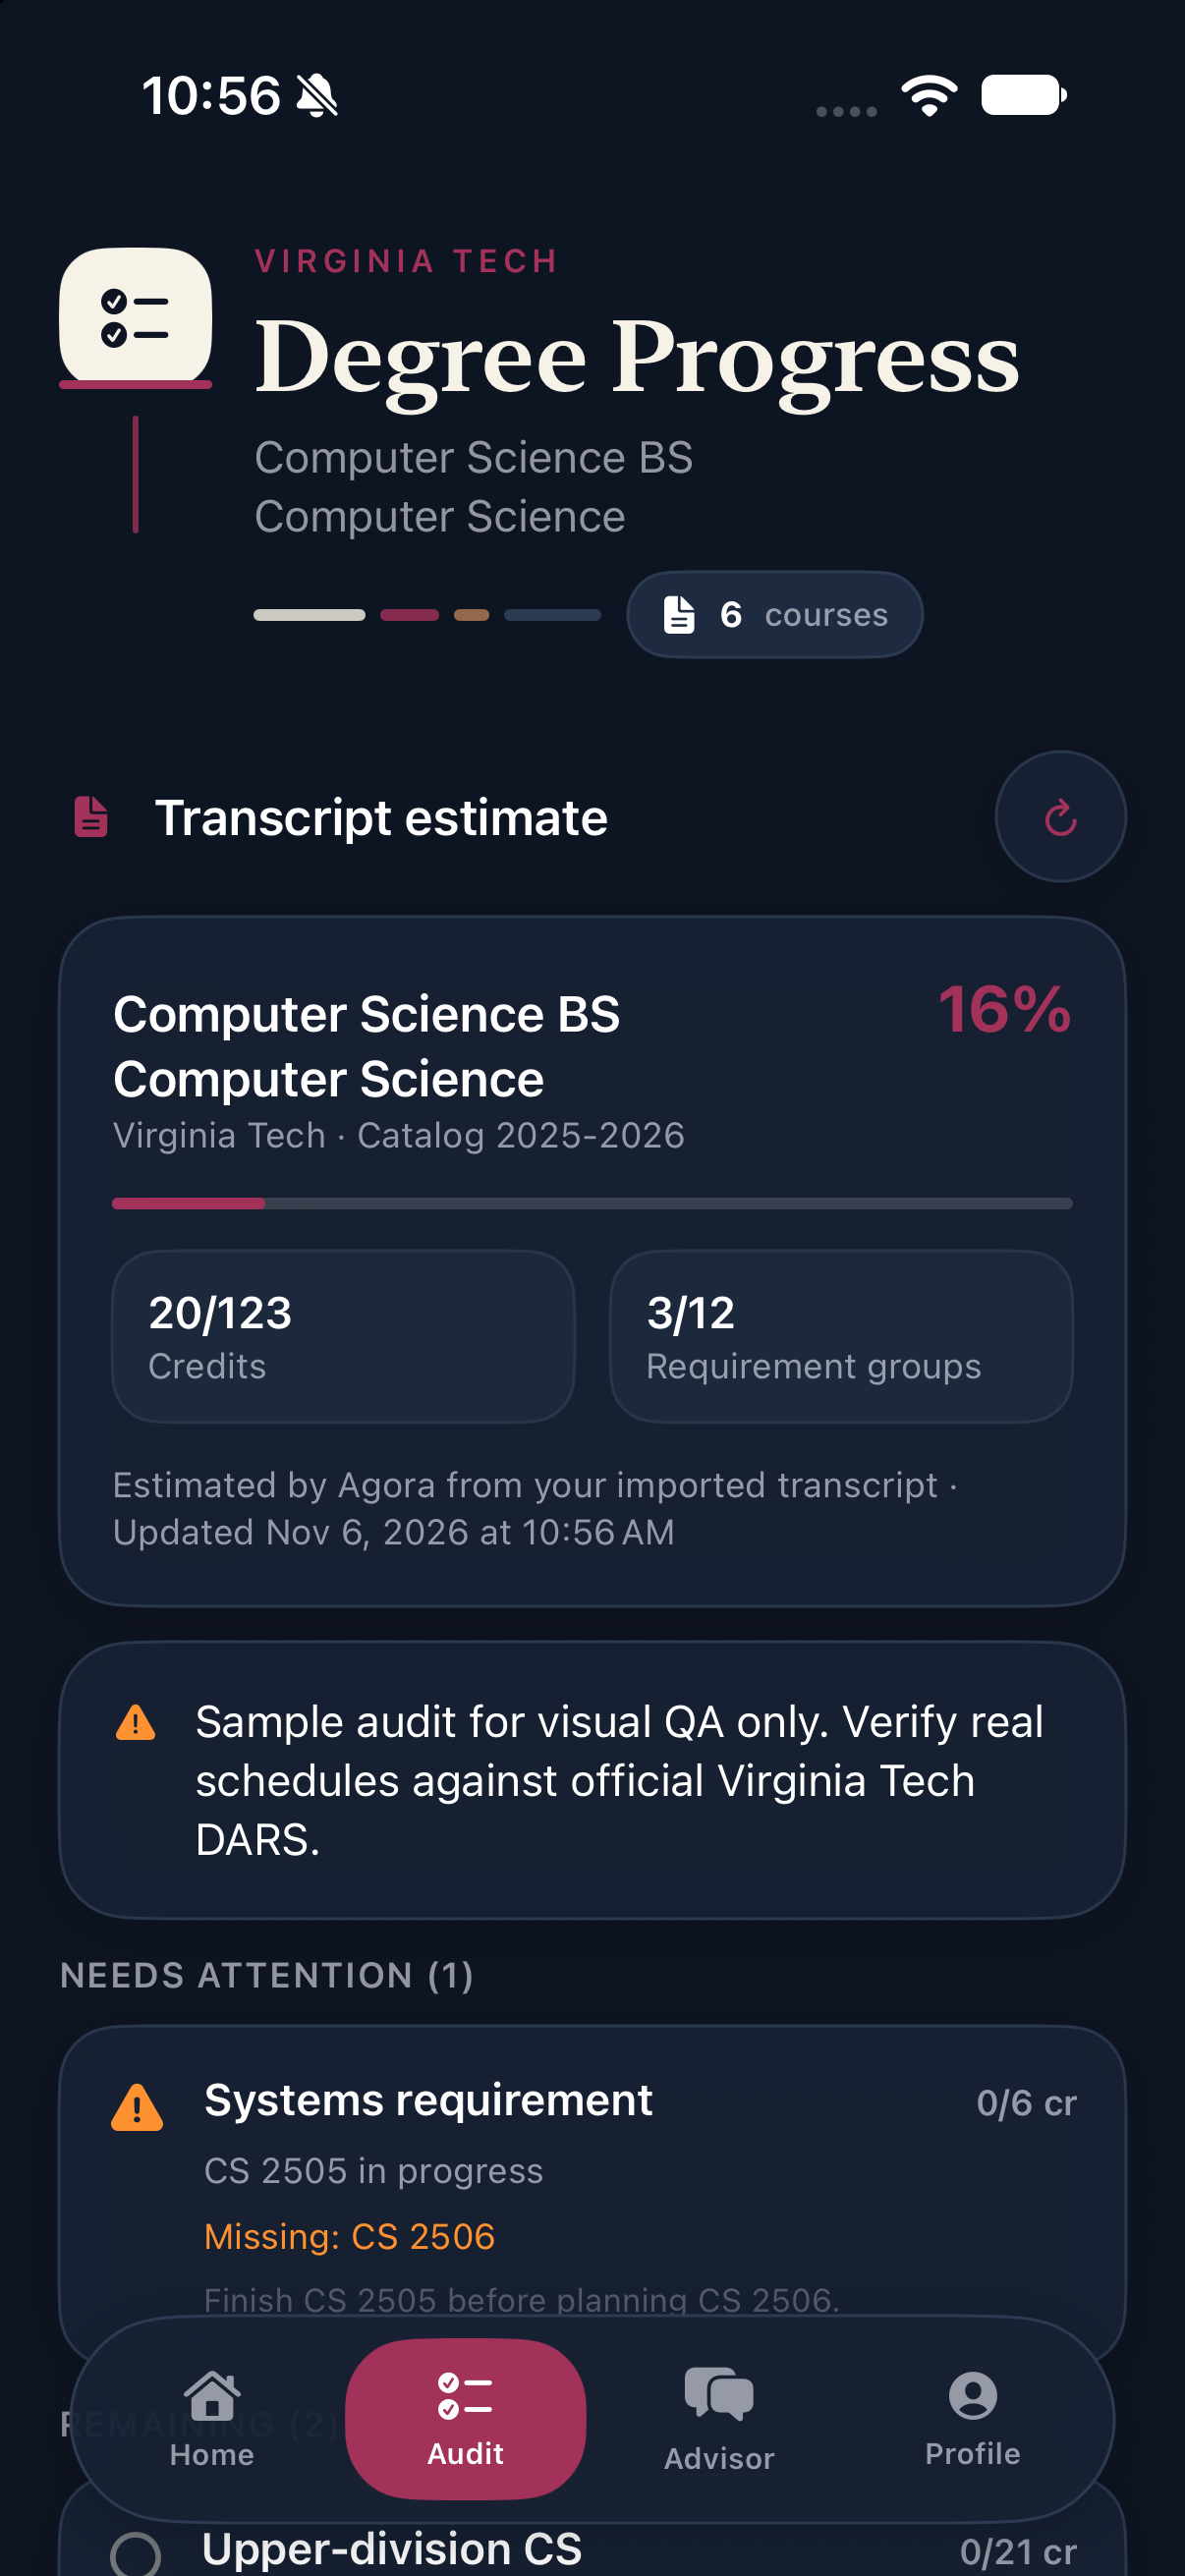 10:56
VIRGINIA TECH
Degree Progress
Computer Science BS
Computer Science
6 courses
Transcript estimate
Computer Science BS
Computer Science
16%
Virginia Tech · Catalog 2025-2026
20/123
Credits
3/12
Requirement groups
Estimated by Agora from your imported transcript ·
Updated Nov 6, 2026 at 10:56 AM
Sample audit for visual QA only. Verify real
schedules against official Virginia Tech
DARS.
NEEDS ATTENTION (1)
Systems requirement
0/6 cr
CS 2505 in progress
Missing: CS 2506
Finish CS 2505 before planning CS 2506.
REMAINING (2)
Home
Audit
Advisor
Profile
Upper-division CS
0/21 cr